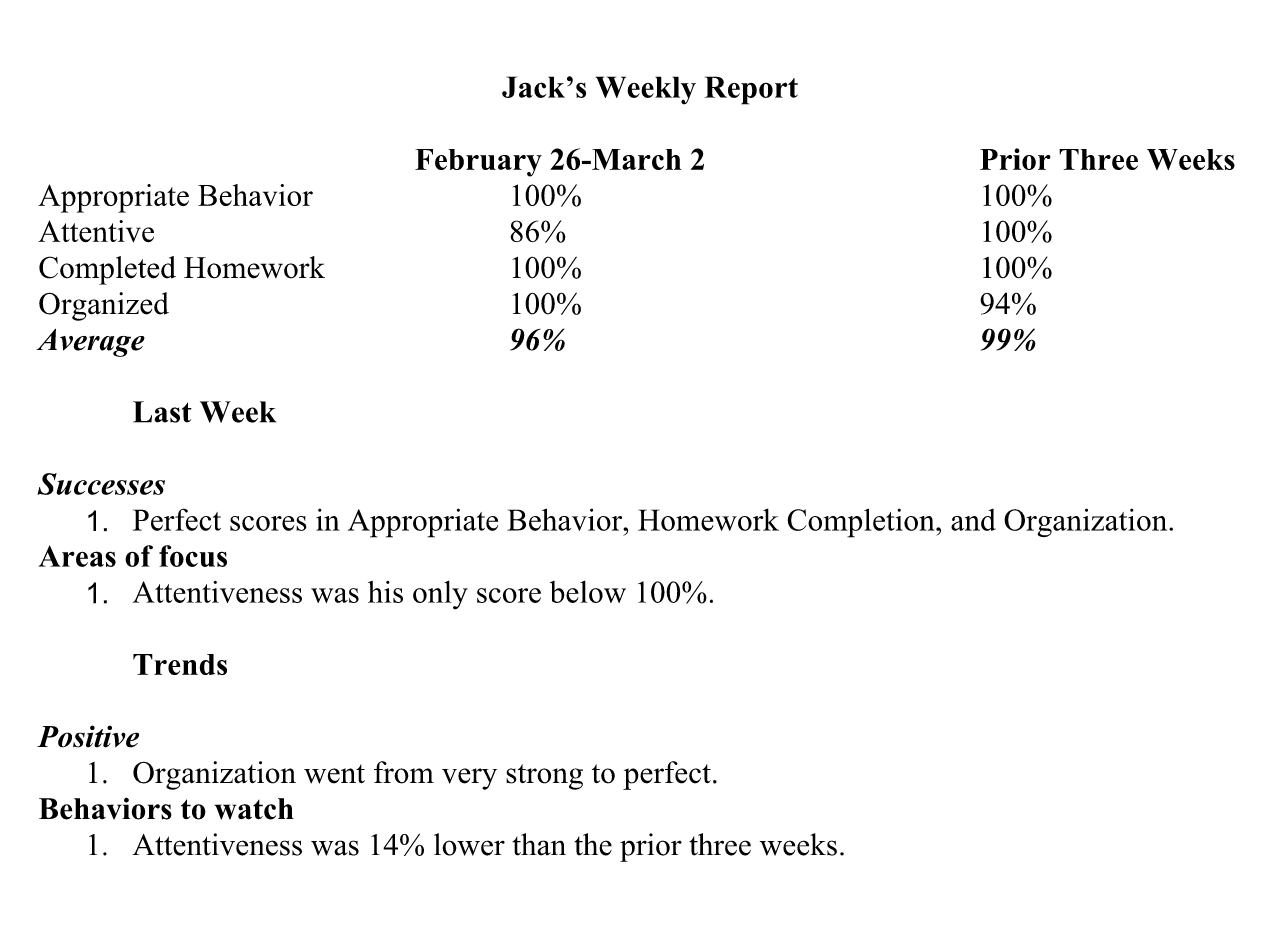 Jack’s Weekly Report
February 26-March 2 Prior Three Weeks
Appropriate Behavior 100% 100%
Attentive 86% 100%
Completed Homework 100% 100%
Organized 100% 94%
Average 96% 99%
Last Week
Successes
1. Perfect scores in Appropriate Behavior, Homework Completion, and Organization.
Areas of focus
1. Attentiveness was his only score below 100%.
Trends
Positive
1. Organization went from very strong to perfect.
Behaviors to watch
1. Attentiveness was 14% lower than the prior three weeks.